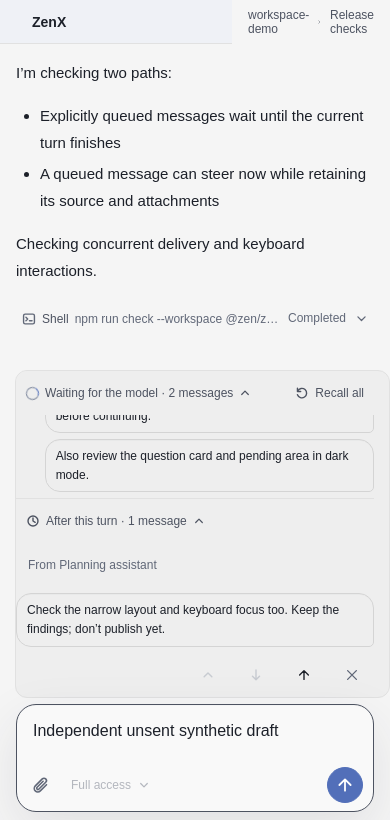 ZenX
workspace-
demo
Release
checks
I’m checking two paths:
Explicitly queued messages wait until the current
turn finishes
A queued message can steer now while retaining
its source and attachments
Checking concurrent delivery and keyboard
interactions.
Shell npm run check --workspace @zen/z… Completed
Waiting for the model · 2 messages Recall all
before continuing.
Also review the question card and pending area in dark
mode.
After this turn · 1 message
From Planning assistant
Check the narrow layout and keyboard focus too. Keep the
findings; don’t publish yet.
Independent unsent synthetic draft
Full access